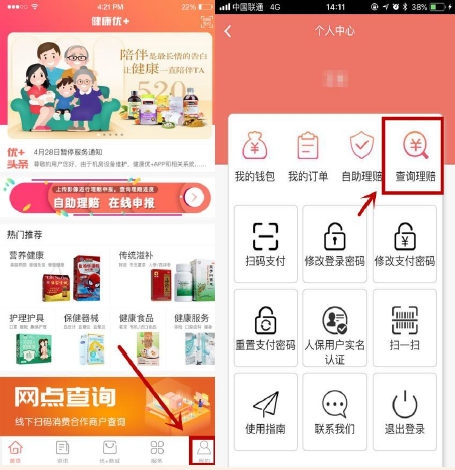 4:21 PM
22%
健康优+
陪伴是最长情的告白
让健康一直陪伴TA
520
优+
头条
4月28日暂停服务通知
尊敬的用户您好，由于机房设备维护，健康优+APP和相关系统......
上传影像进行理赔申报，查询理赔进度
自助理赔 在线申报
热门推荐
营养健康
传统滋补
护理护具
保健器械
健康食品
健康服务
网点查询
线下扫码消费合作商户查询
首页
资讯
优+商城
服务
我的
中国联通 4G
14:11
38%
个人中心
我的钱包
我的订单
自助理赔
查询理赔
扫码支付
修改登录密码
修改支付密码
重置支付密码
人保用户实名
认证
扫一扫
使用指南
联系我们
退出登录